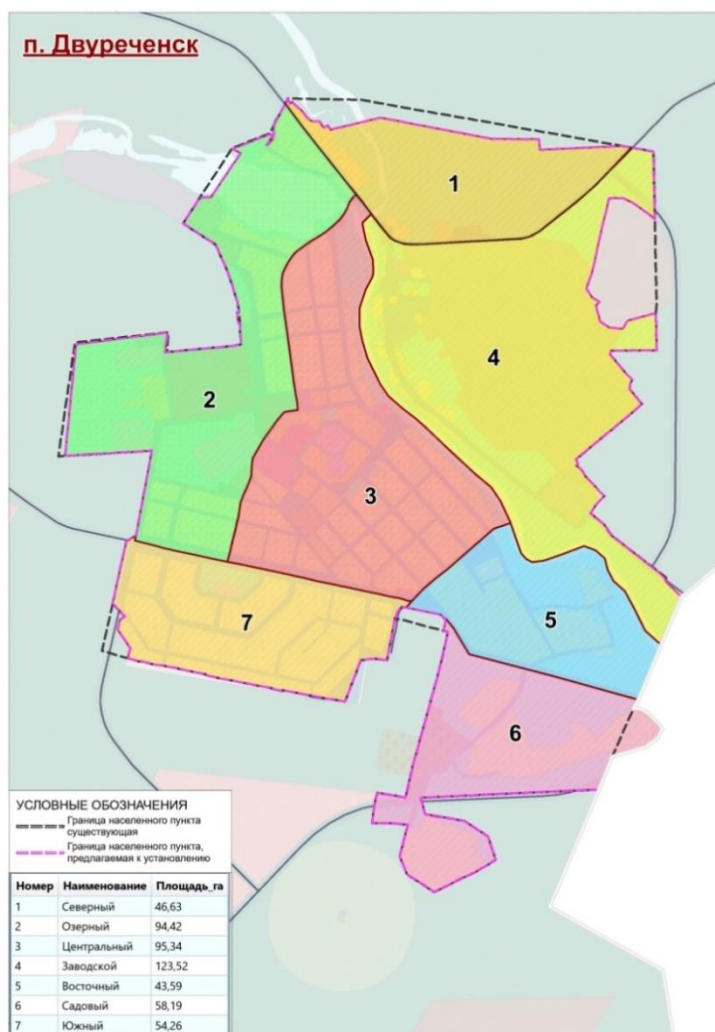 п. Двуреченск
1
4
2
3
5
7
6
УСЛОВНЫЕ ОБОЗНАЧЕНИЯ
Граница населенного пункта
существующая
Граница населенного пункта,
предлагаемая к установлению
Номер Наименование Площадь_га
1 Северный 46,63
2 Озерный 94,42
3 Центральный 95,34
4 Заводской 123,52
5 Восточный 43,59
6 Садовый 58,19
7 Южный 54,26